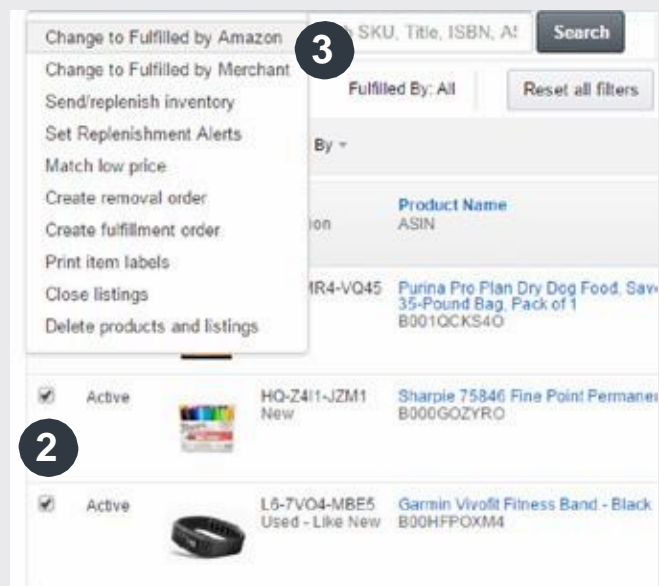 Change to Fulfilled by Amazon
3
SKU, Title, ISBN, A
Search
Change to Fulfilled by Merchant
Send/replenish inventory
Fulfilled By: All
Reset all filters
Set Replenishment Alerts
By
Match low price
Create removal order
Product Name
Create fulfillment order
ion
ASIN
Print item labels
Close listings
MR4-VQ45
Purina Pro Plan Dry Dog Food, Sav
35-Pound Bag, Pack of 1
B001QCKS4O
Delete products and listings
Active
HQ-Z4I1-JZM1
New
Sharpie 75846 Fine Point Permane
B000GOZYRO
2
Active
L6-7VO4-MBE5
Used - Like New
Garmin Vivofit Fitness Band - Black
B00HFPOXM4